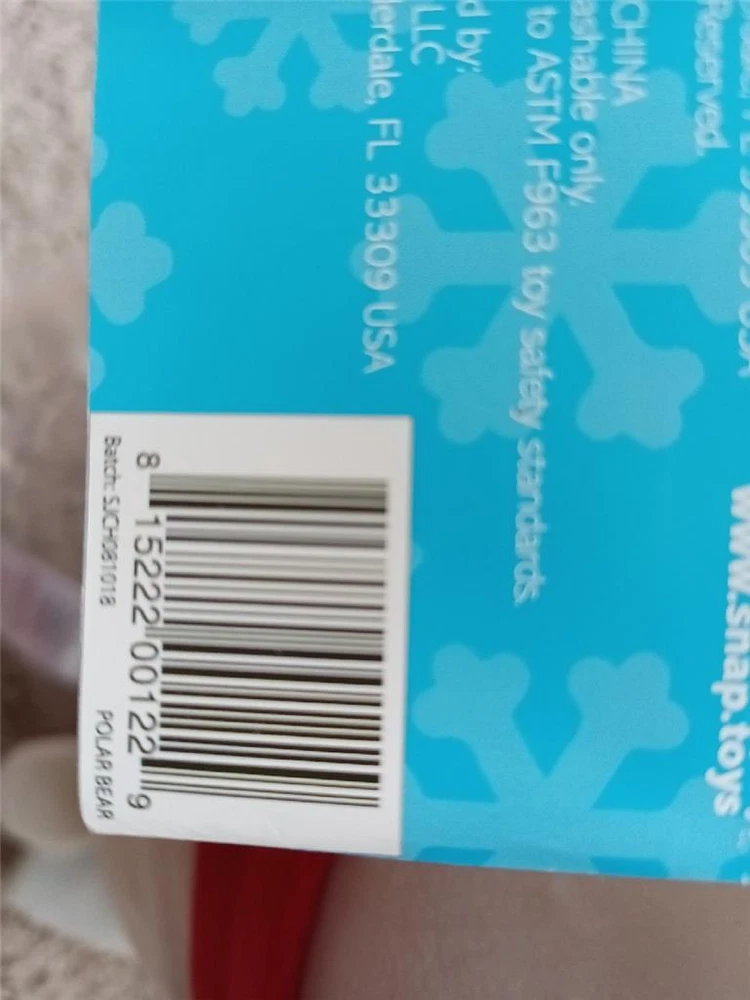 Reserved.
CHINA
ashable only.
to ASTM F963 toy safety standards.
d by:
LLC
derdale, FL 33309 USA
www.snap.toys
8 15222 00122 9
Batch: SJCH081018 POLAR BEAR